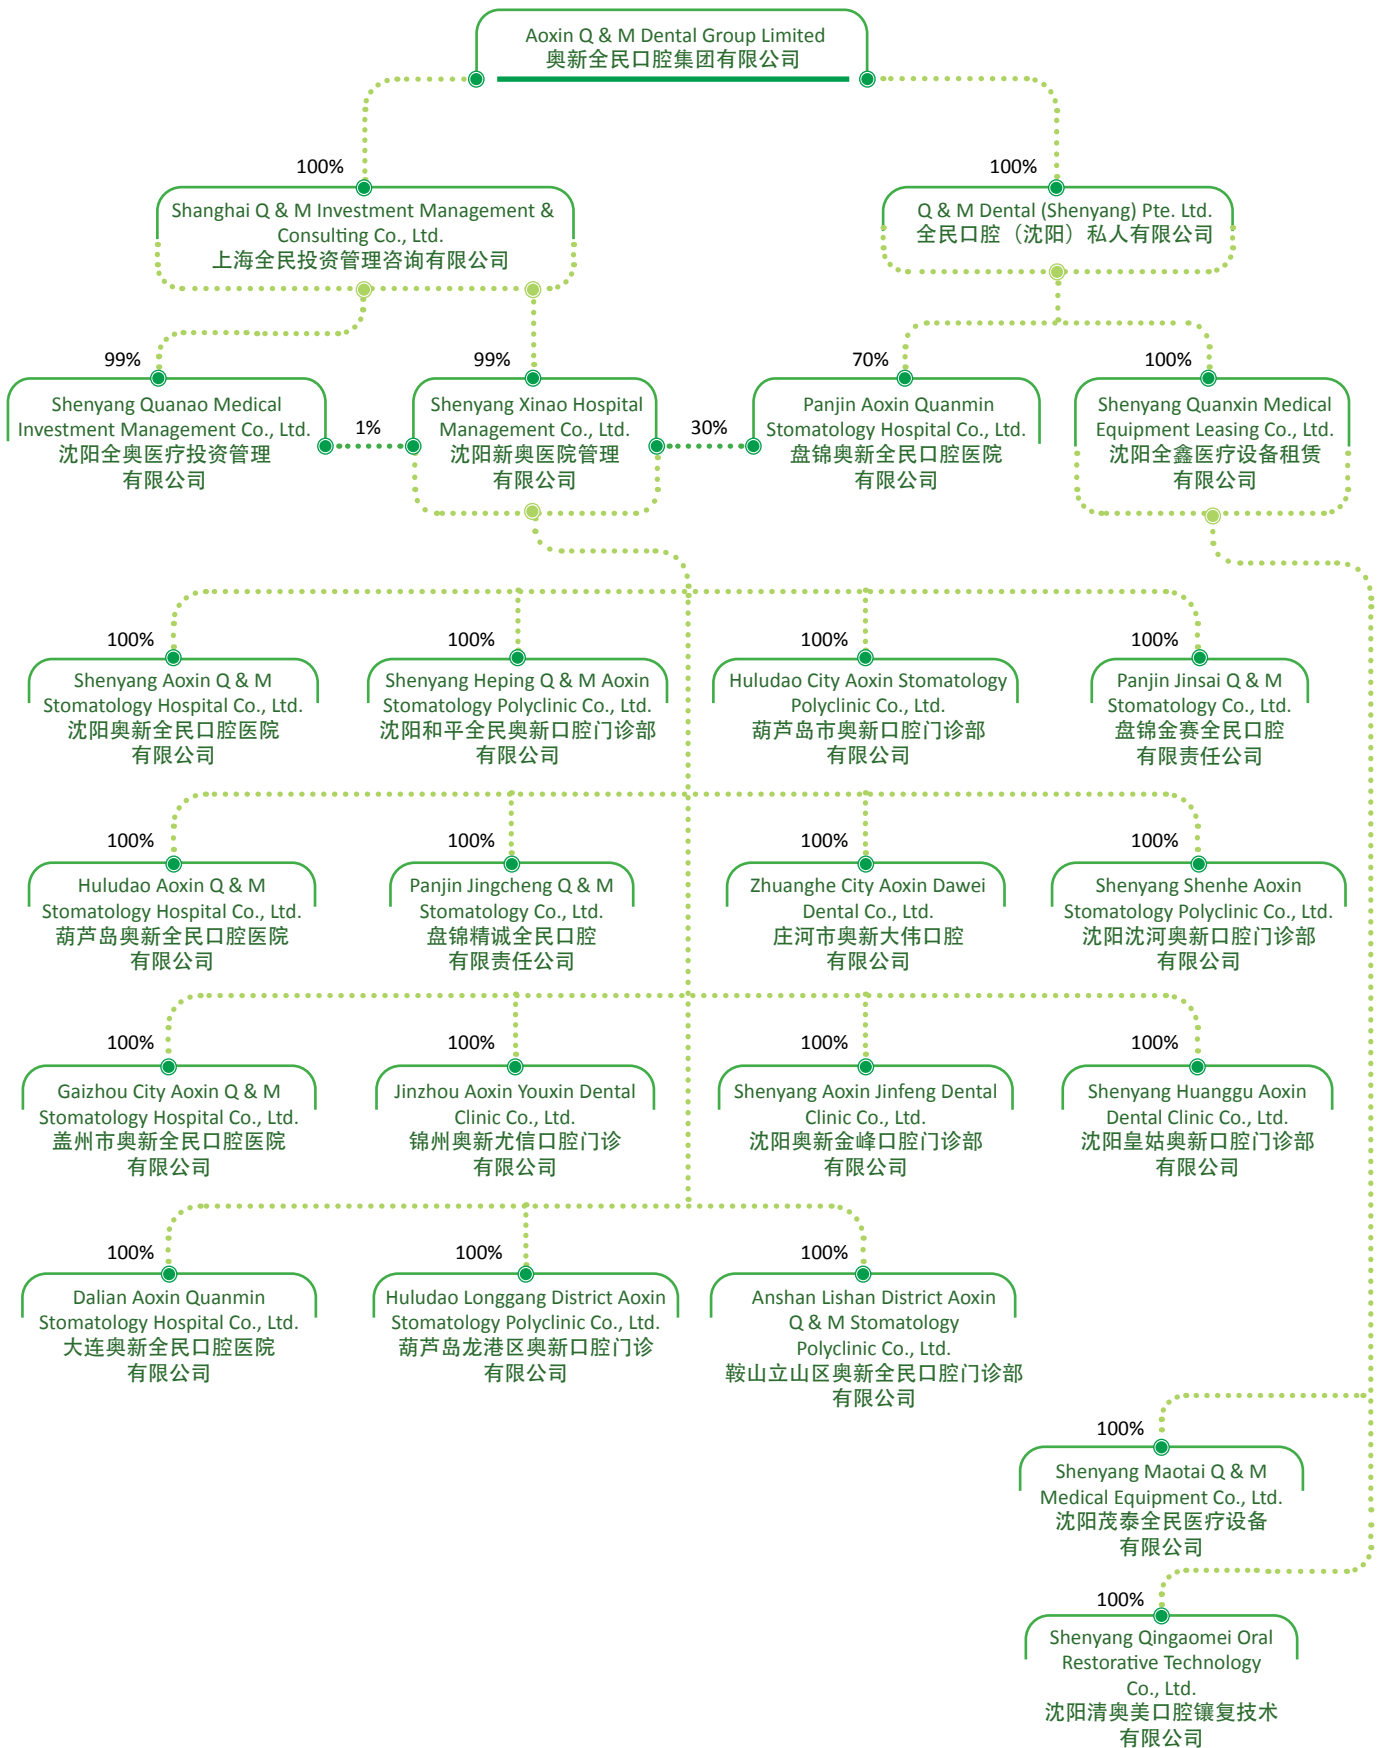 Aoxin Q & M Dental Group Limited
奥新全民口腔集团有限公司
100%
Shanghai Q & M Investment Management &
Consulting Co., Ltd.
上海全民投资管理咨询有限公司
100%
Q & M Dental (Shenyang) Pte. Ltd.
全民口腔（沈阳）私人有限公司
99%
Shenyang Quanao Medical
Investment Management Co., Ltd.
沈阳全奥医疗投资管理
有限公司
1%
99%
Shenyang Xinao Hospital
Management Co., Ltd.
沈阳新奥医院管理
有限公司
30%
70%
Panjin Aoxin Quanmin
Stomatology Hospital Co., Ltd.
盘锦奥新全民口腔医院
有限公司
100%
Shenyang Quanxin Medical
Equipment Leasing Co., Ltd.
沈阳全鑫医疗设备租赁
有限公司
100%
Shenyang Aoxin Q & M
Stomatology Hospital Co., Ltd.
沈阳奥新全民口腔医院
有限公司
100%
Shenyang Heping Q & M Aoxin
Stomatology Polyclinic Co., Ltd.
沈阳和平全民奥新口腔门诊部
有限公司
100%
Huludao City Aoxin Stomatology
Polyclinic Co., Ltd.
葫芦岛市奥新口腔门诊部
有限公司
100%
Panjin Jinsai Q & M
Stomatology Co., Ltd.
盘锦金赛全民口腔
有限责任公司
100%
Huludao Aoxin Q & M
Stomatology Hospital Co., Ltd.
葫芦岛奥新全民口腔医院
有限公司
100%
Panjin Jingcheng Q & M
Stomatology Co., Ltd.
盘锦精诚全民口腔
有限责任公司
100%
Zhuanghe City Aoxin Dawei
Dental Co., Ltd.
庄河市奥新大伟口腔
有限公司
100%
Shenyang Shenhe Aoxin
Stomatology Polyclinic Co., Ltd.
沈阳沈河奥新口腔门诊部
有限公司
100%
Gaizhou City Aoxin Q & M
Stomatology Hospital Co., Ltd.
盖州市奥新全民口腔医院
有限公司
100%
Jinzhou Aoxin Youxin Dental
Clinic Co., Ltd.
锦州奥新尤信口腔门诊
有限公司
100%
Shenyang Aoxin Jinfeng Dental
Clinic Co., Ltd.
沈阳奥新金峰口腔门诊部
有限公司
100%
Shenyang Huanggu Aoxin
Dental Clinic Co., Ltd.
沈阳皇姑奥新口腔门诊部
有限公司
100%
Dalian Aoxin Quanmin
Stomatology Hospital Co., Ltd.
大连奥新全民口腔医院
有限公司
100%
Huludao Longgang District Aoxin
Stomatology Polyclinic Co., Ltd.
葫芦岛龙港区奥新口腔门诊
有限公司
100%
Anshan Lishan District Aoxin
Q & M Stomatology
Polyclinic Co., Ltd.
鞍山立山区奥新全民口腔门诊部
有限公司
100%
Shenyang Maotai Q & M
Medical Equipment Co., Ltd.
沈阳茂泰全民医疗设备
有限公司
100%
Shenyang Qingaomei Oral
Restorative Technology
Co., Ltd.
沈阳清奥美口腔镶复技术
有限公司